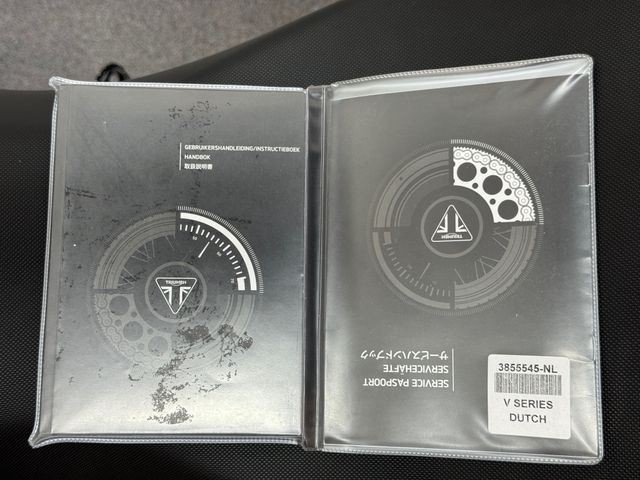 GEBRUIKERSHANDLEIDING/INSTRUCTIEBOEK
HANDBOK
取扱説明書
TRIUMPH
TRIUMPH
SERVICE PASPOORT
SERVICEHÄFTE
サービスハンドブック
3855545-NL
V SERIES
DUTCH